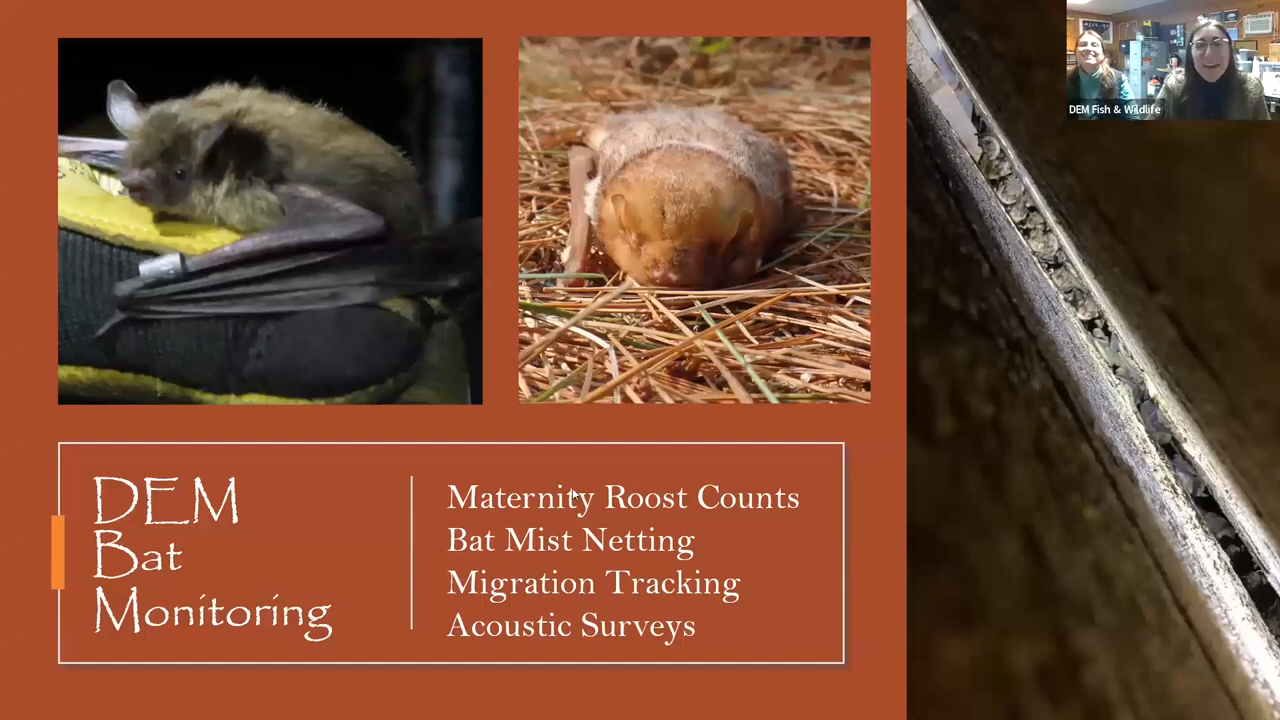 DEM Fish & Wildlife
DEM
Bat
Monitoring
Maternity Roost Counts
Bat Mist Netting
Migration Tracking
Acoustic Surveys